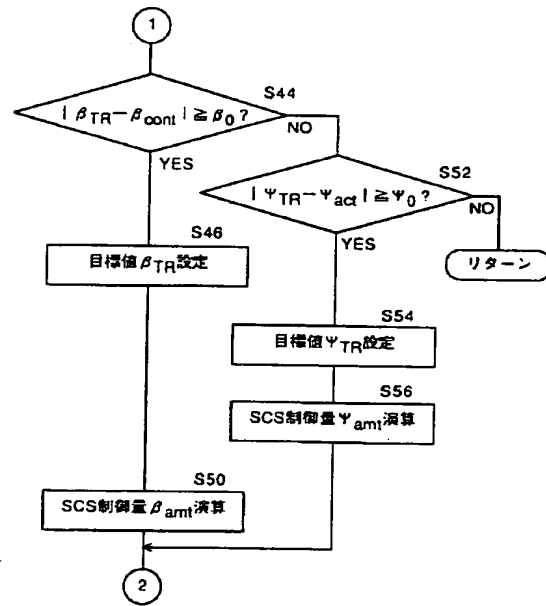 1
S44
| βTR－βcont | ≧ β0 ?
NO
YES
S52
| ΨTR－Ψact | ≧ Ψ0 ?
NO
YES
S46
目標値 βTR設定
リターン
S54
目標値 ΨTR設定
S56
SCS制御量 Ψamt演算
S50
SCS制御量 βamt演算
2